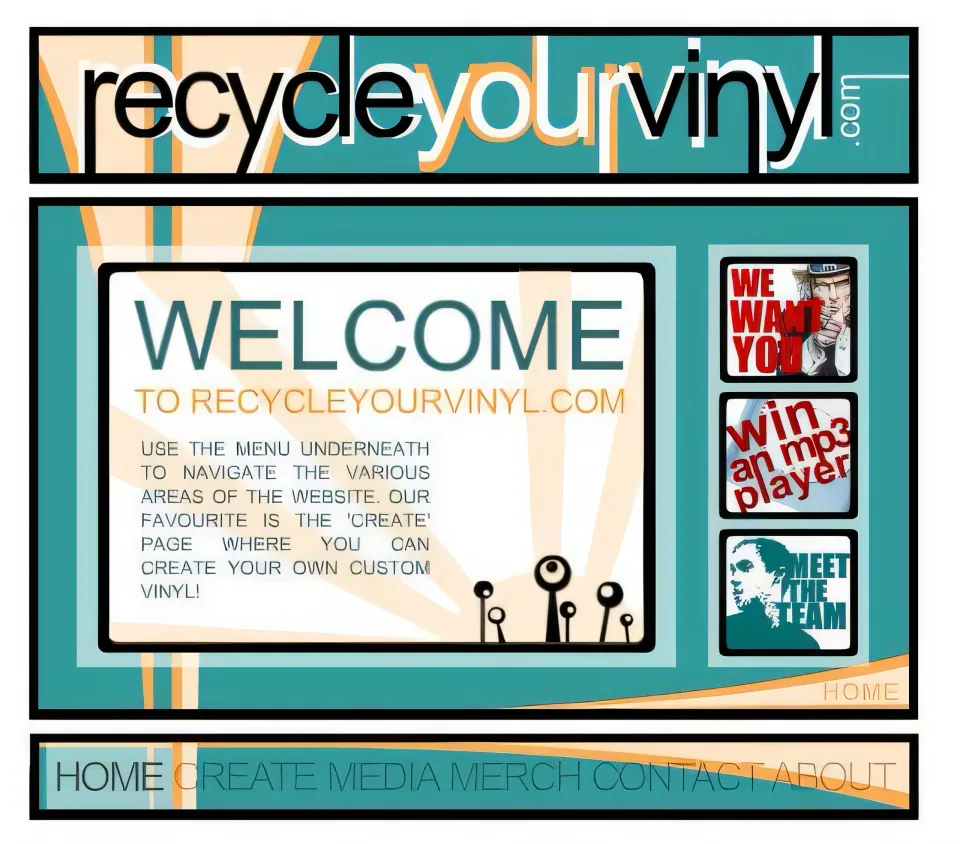 recycleyourvinyl.com
WELCOME
TO RECYCLEYOURVINYL.COM
USE THE MENU UNDERNEATH
TO NAVIGATE THE VARIOUS
AREAS OF THE WEBSITE. OUR
FAVOURITE IS THE 'CREATE'
PAGE WHERE YOU CAN
CREATE YOUR OWN CUSTOM
VINYL!
WE
WANT
YOU
win
an mp3
player
MEET
THE
TEAM
HOME
HOME CREATE MEDIA MERCH CONTACT ABOUT